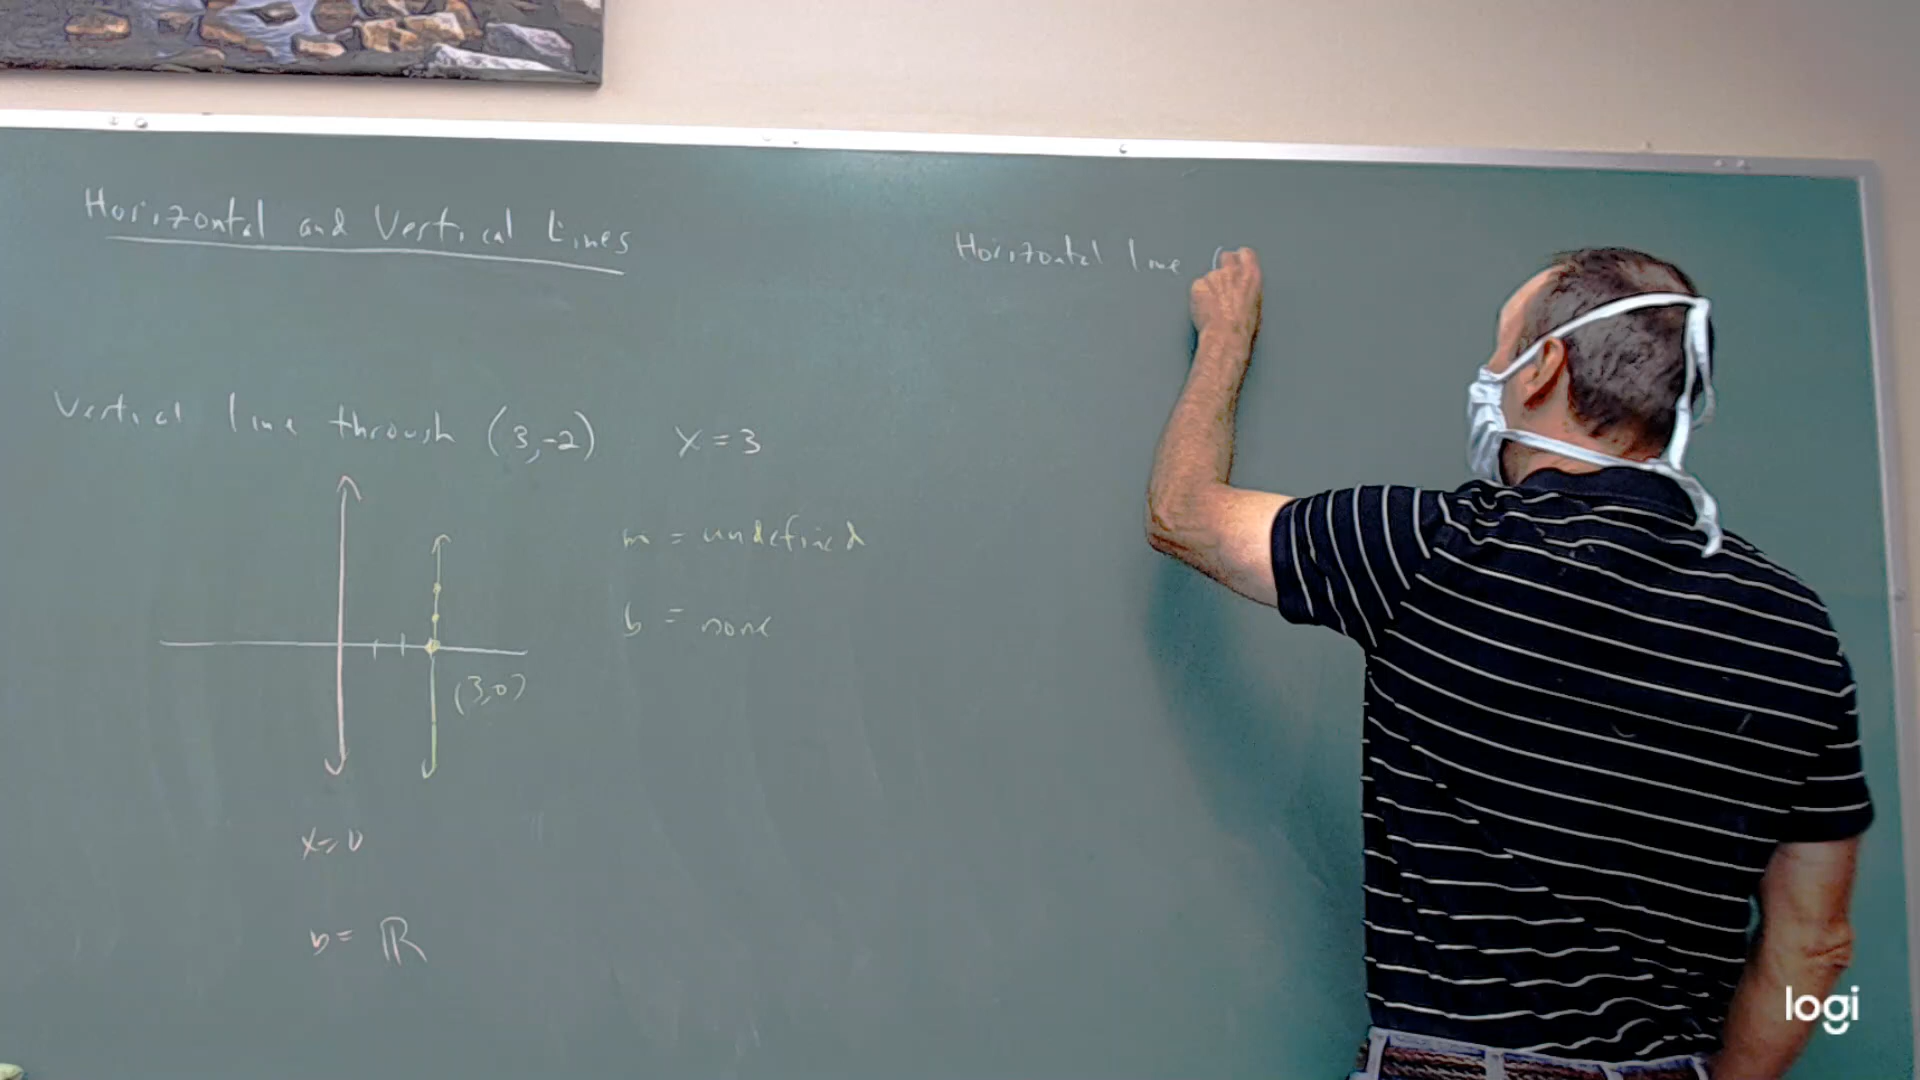 Horizontal and Vertical Lines
Vertical line through (3,-2) x = 3
m = undefined
b = none
(3,0)
x=0
b= ℝ
Horizontal line (
logi